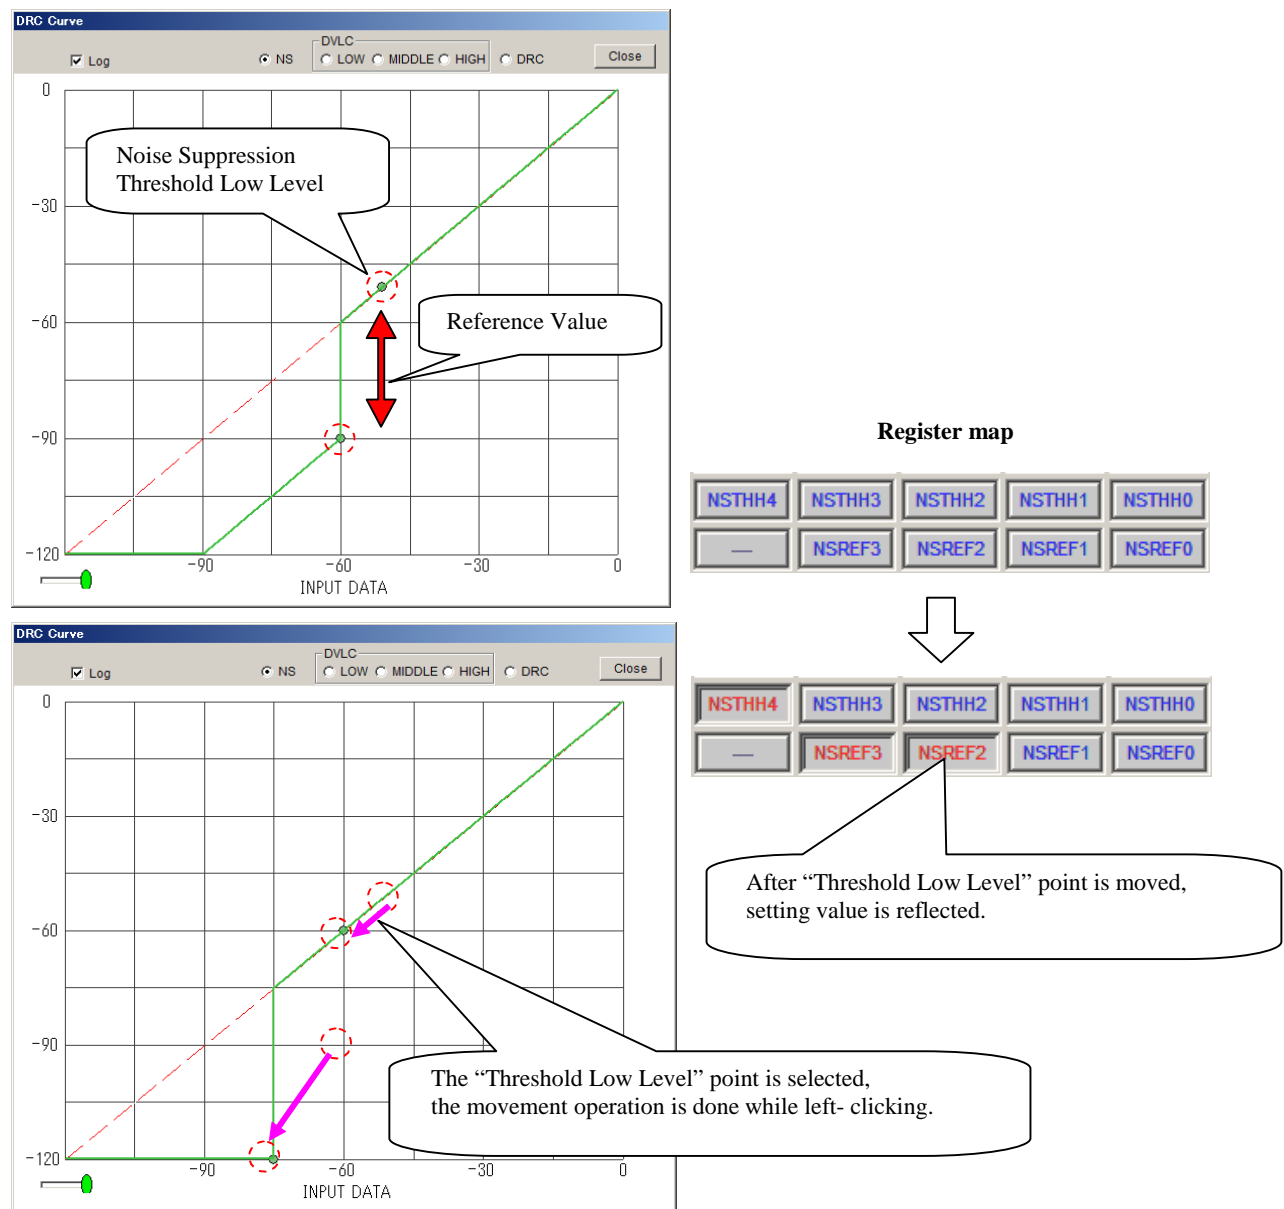 DRC Curve
Log
NS
DVLC
LOW
MIDDLE
HIGH
DRC
Close
0
-30
-60
-90
-120
Noise Suppression
Threshold Low Level
Reference Value
-90
-60
-30
0
INPUT DATA
Register map
NSTHH4 NSTHH3 NSTHH2 NSTHH1 NSTHH0
— NSREF3 NSREF2 NSREF1 NSREF0
NSTHH4 NSTHH3 NSTHH2 NSTHH1 NSTHH0
— NSREF3 NSREF2 NSREF1 NSREF0
After “Threshold Low Level” point is moved,
setting value is reflected.
DRC Curve
Log
NS
DVLC
LOW
MIDDLE
HIGH
DRC
Close
0
-30
-60
-90
-120
The “Threshold Low Level” point is selected,
the movement operation is done while left- clicking.
-90
-60
-30
0
INPUT DATA